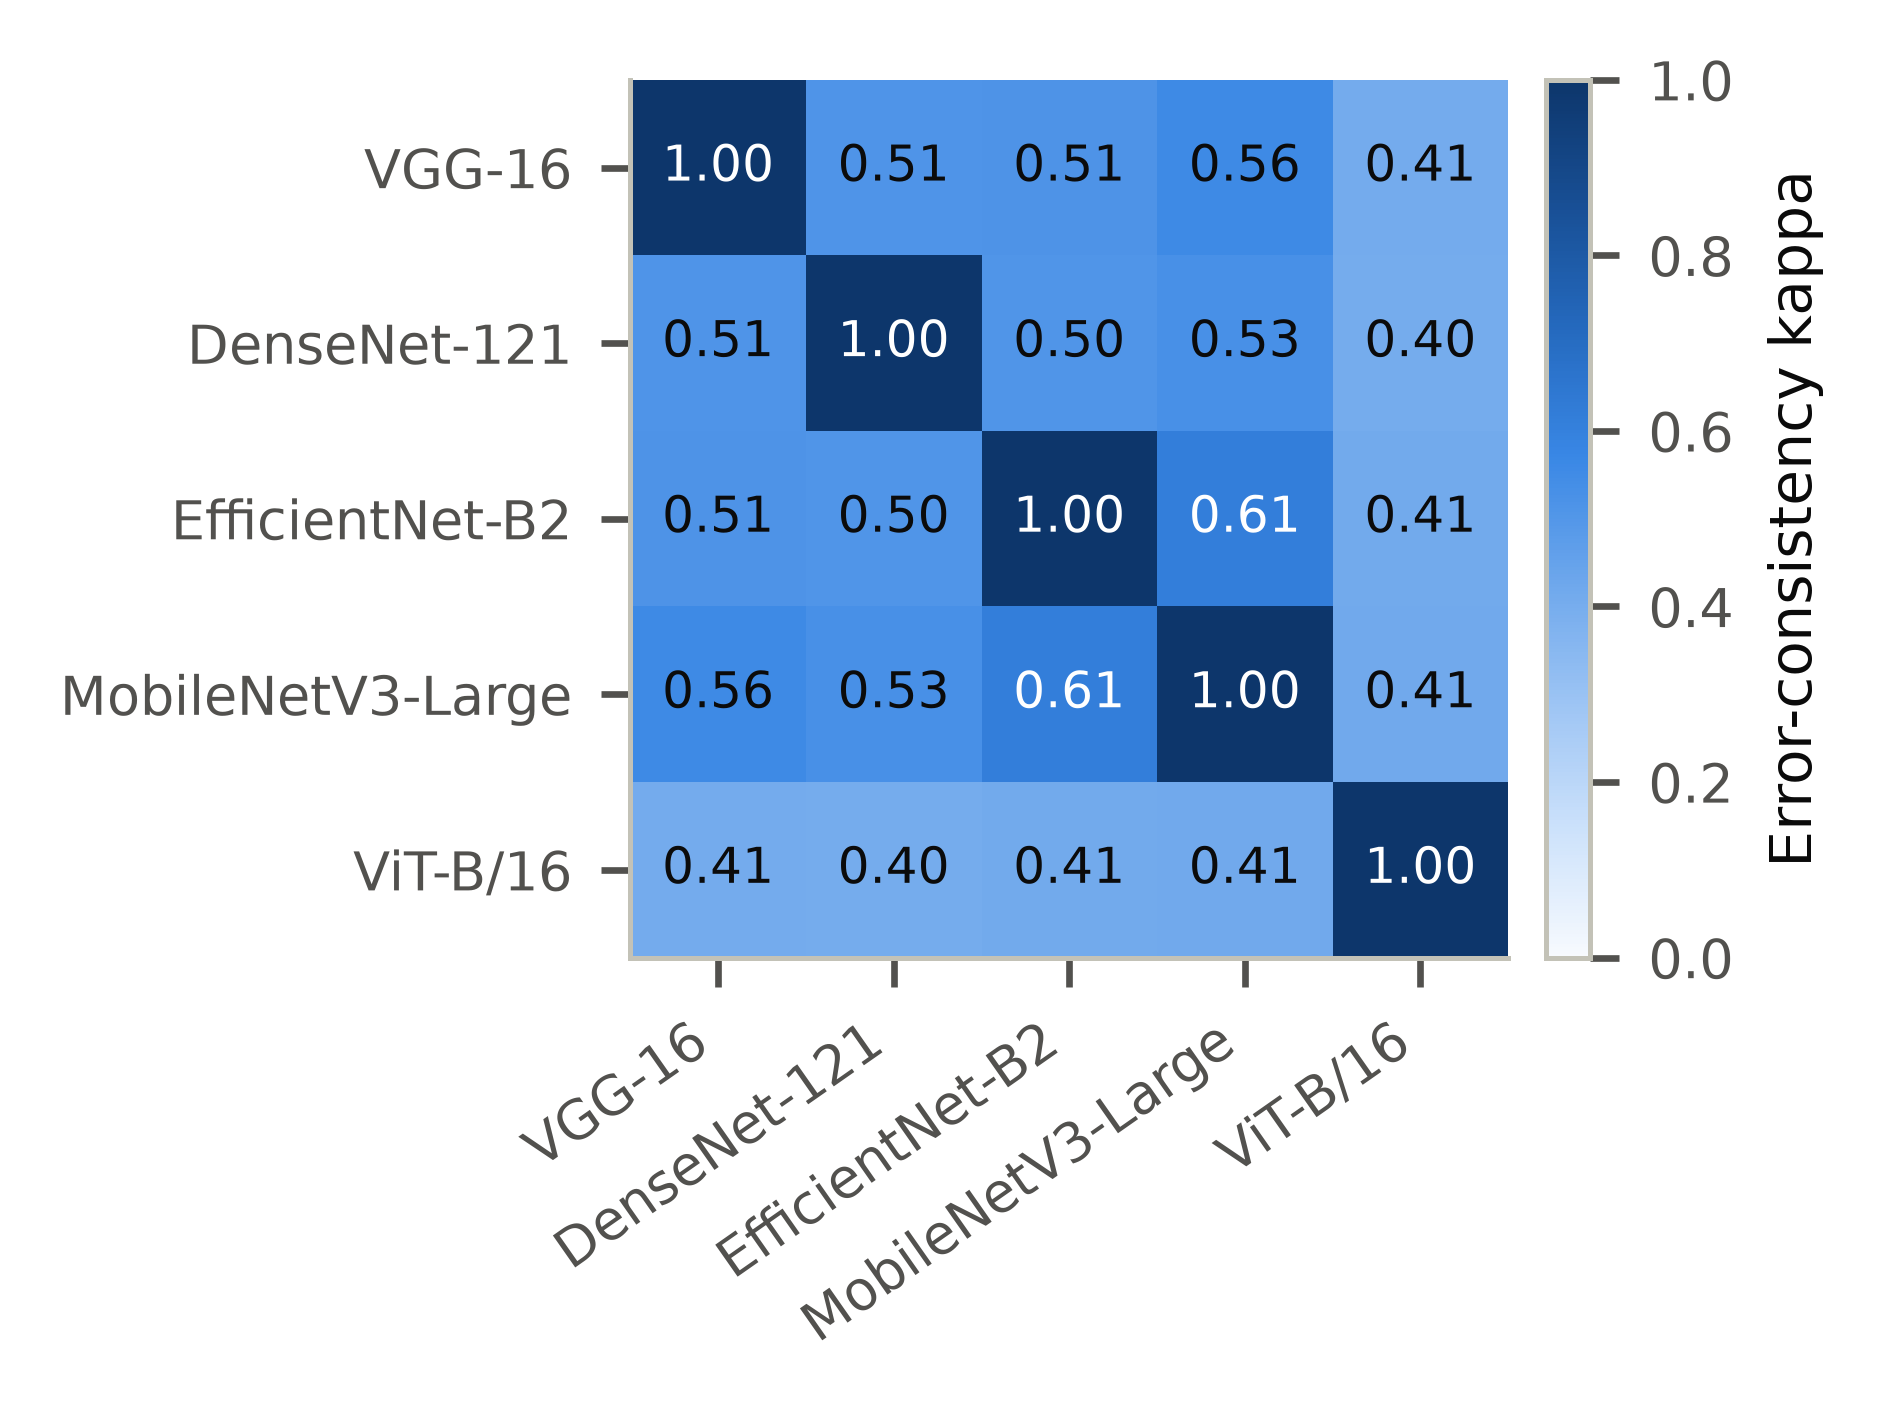 VGG-16 1.00 0.51 0.51 0.56 0.41
DenseNet-121 0.51 1.00 0.50 0.53 0.40
EfficientNet-B2 0.51 0.50 1.00 0.61 0.41
MobileNetV3-Large 0.56 0.53 0.61 1.00 0.41
ViT-B/16 0.41 0.40 0.41 0.41 1.00
VGG-16
DenseNet-121
EfficientNet-B2
MobileNetV3-Large
ViT-B/16
1.0
0.8
0.6
0.4
0.2
0.0
Error-consistency kappa